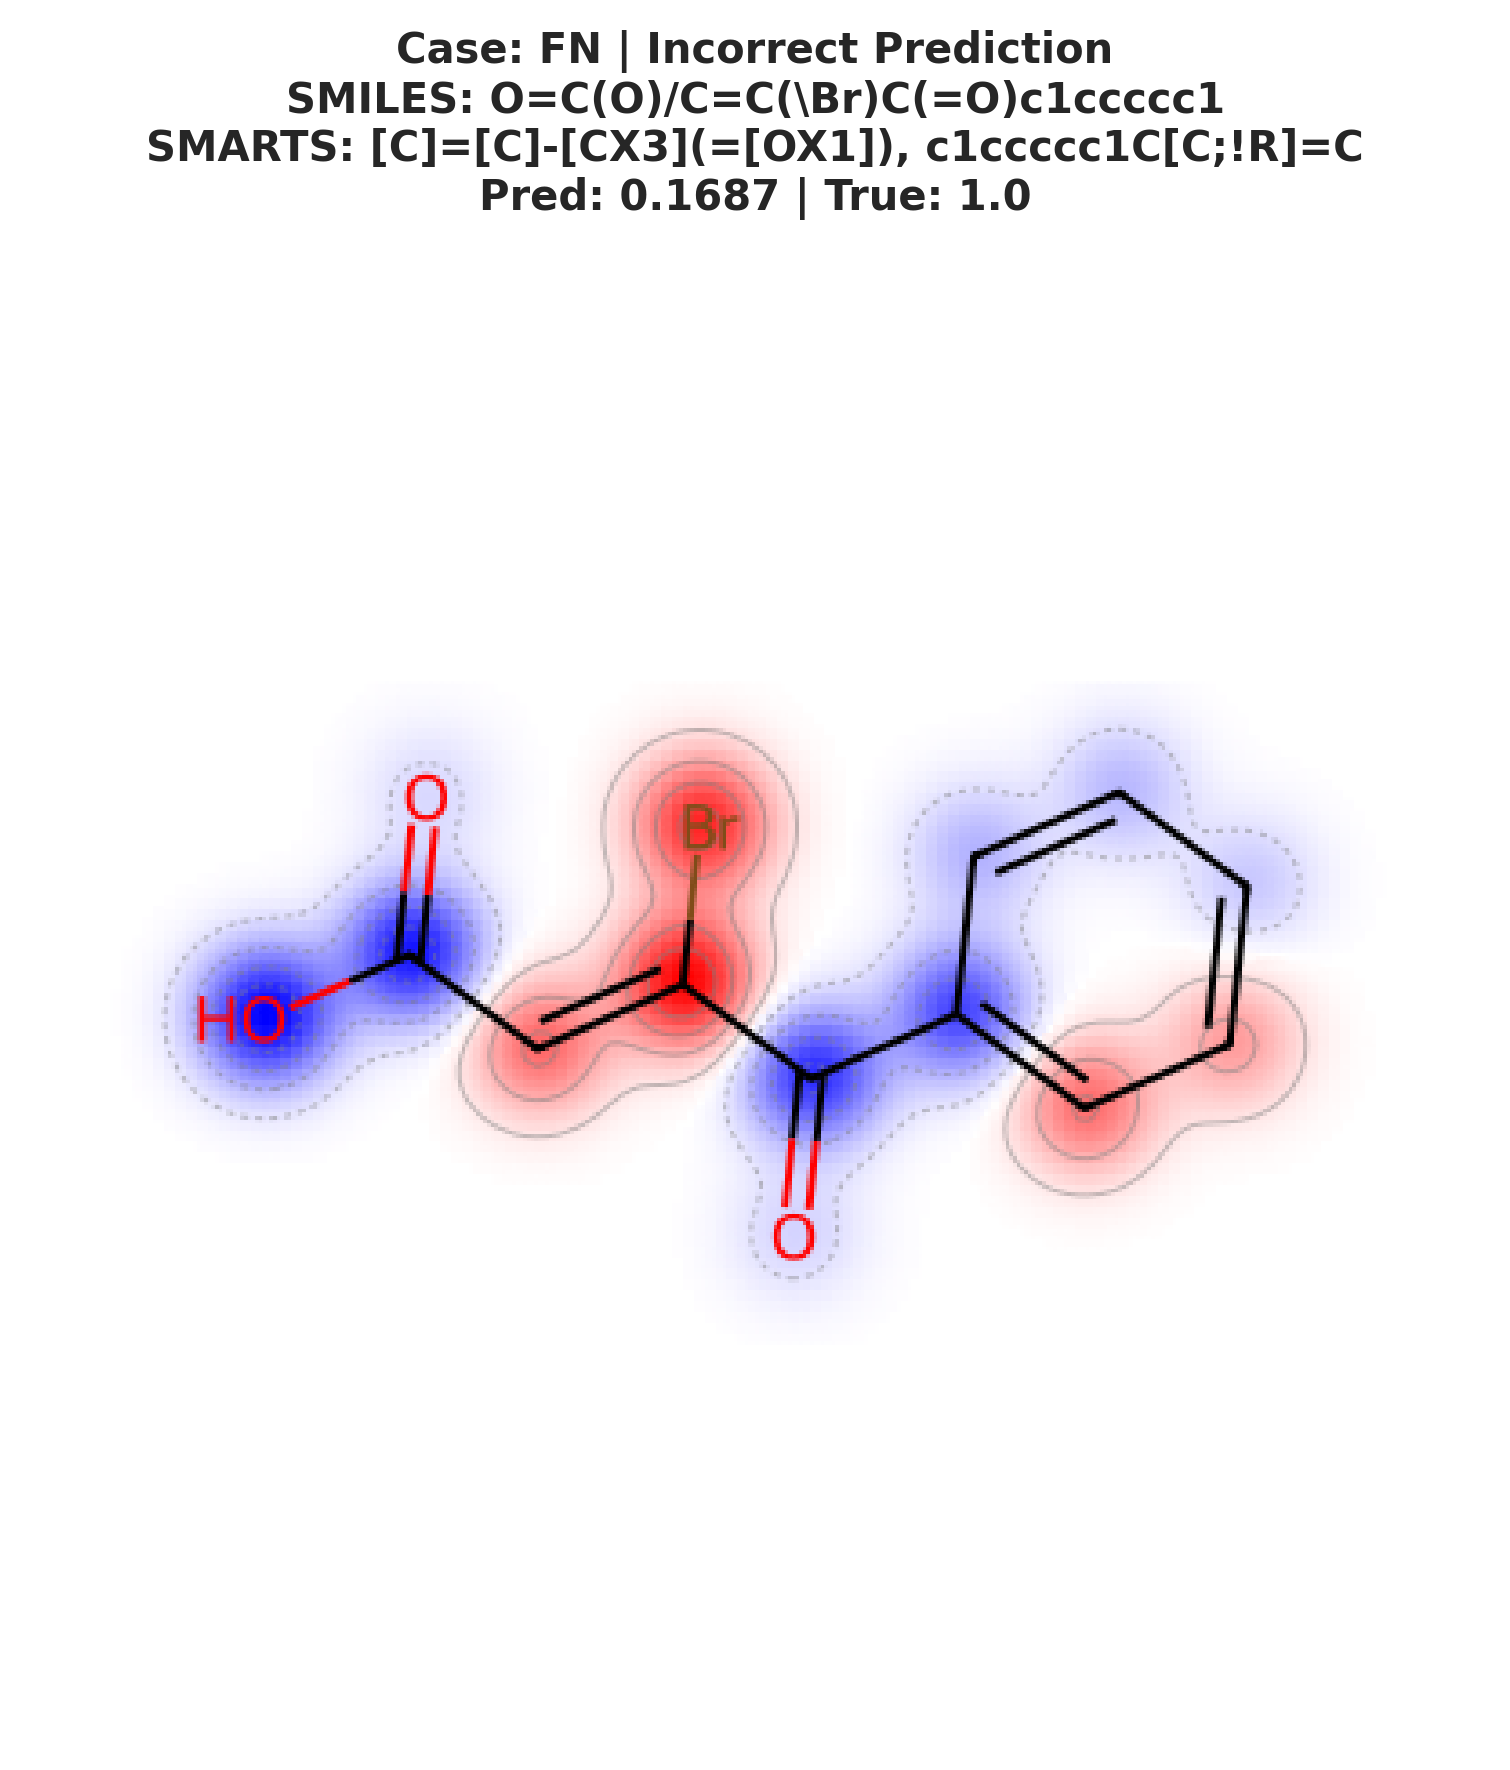 Case: FN | Incorrect Prediction
SMILES: O=C(O)/C=C(\Br)C(=O)c1ccccc1
SMARTS: [C]=[C]-[CX3](=[OX1]), c1ccccc1C[C;!R]=C
Pred: 0.1687 | True: 1.0
O
Br
HO
O